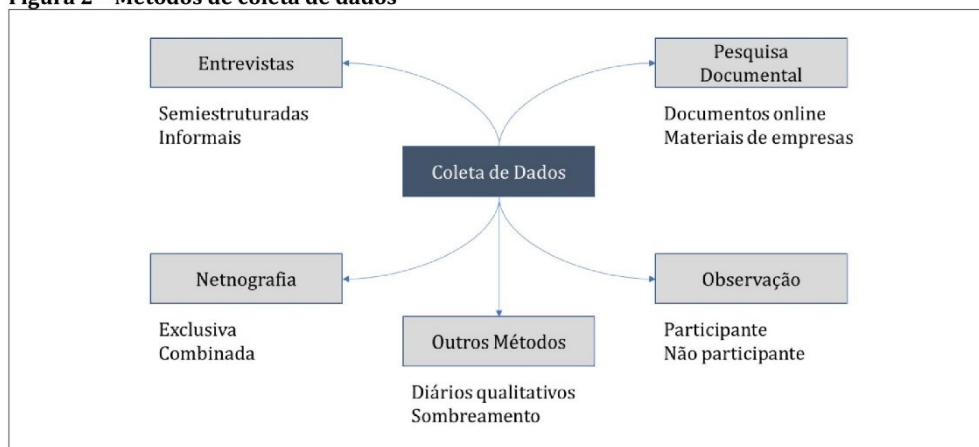 Figura 2 – Métodos de coleta de dados
Entrevistas
Semiestruturadas
Informais
Pesquisa
Documental
Documentos online
Materiais de empresas
Coleta de Dados
Netnografia
Exclusiva
Combinada
Outros Métodos
Diários qualitativos
Sombreamento
Observação
Participante
Não participante